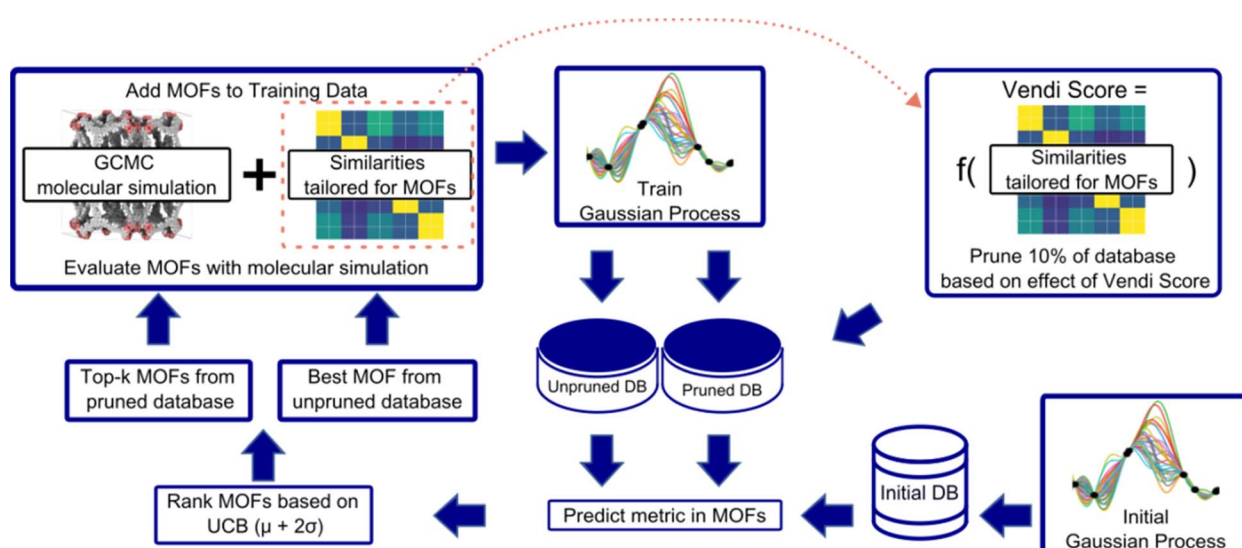 Add MOFs to Training Data
GCMC
molecular simulation
+
Similarities
tailored for MOFs
Evaluate MOFs with molecular simulation
Train
Gaussian Process
Vendi Score =
f(
Similarities
tailored for MOFs
)
Prune 10% of database
based on effect of Vendi Score
Top-k MOFs from
pruned database
Best MOF from
unpruned database
Unpruned DB
Pruned DB
Rank MOFs based on
UCB (μ + 2σ)
Predict metric in MOFs
Initial DB
Initial
Gaussian Process